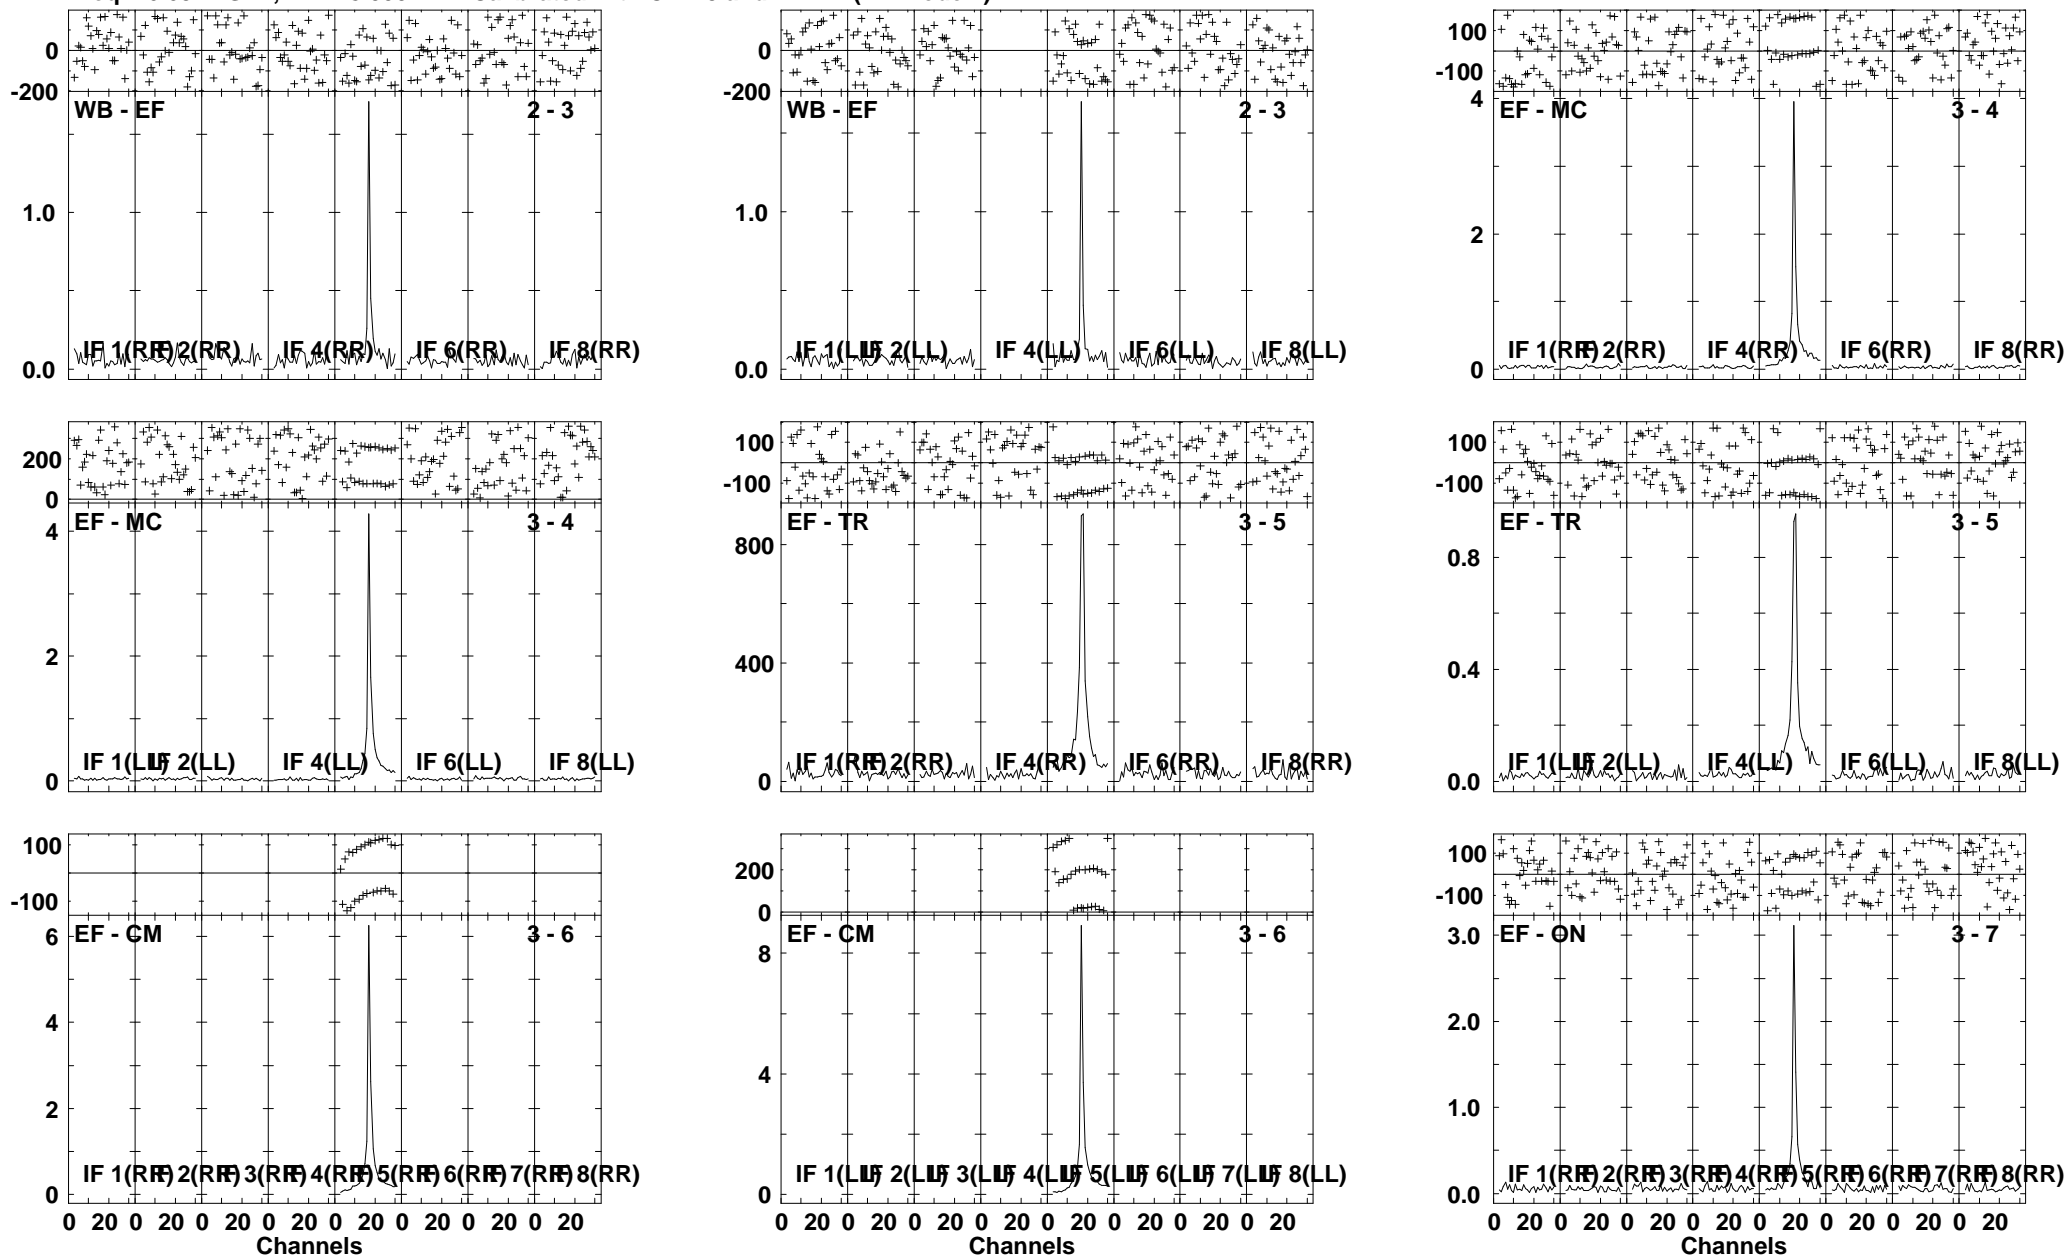 0
-200
WB - EF 2 - 3
1.0
0.0
IF 1(RR) IF 2(RR) IF 4(RR) IF 6(RR) IF 8(RR)
0
-200
WB - EF 2 - 3
1.0
0.0
IF 1(LL) IF 2(LL) IF 4(LL) IF 6(LL) IF 8(LL)
100
-100
4
EF - MC 3 - 4
2
0
IF 1(RR) IF 2(RR) IF 4(RR) IF 6(RR) IF 8(RR)
200
0
EF - MC 3 - 4
4
2
0
IF 1(LL) IF 2(LL) IF 4(LL) IF 6(LL) IF 8(LL)
100
-100
EF - TR 3 - 5
800
400
0
IF 1(RR) IF 2(RR) IF 4(RR) IF 6(RR) IF 8(RR)
100
-100
EF - TR 3 - 5
0.8
0.4
0.0
IF 1(LL) IF 2(LL) IF 4(LL) IF 6(LL) IF 8(LL)
100
-100
EF - CM 3 - 6
6
4
2
0
IF 1(RR) IF 2(RR) IF 3(RR) IF 4(RR) IF 5(RR) IF 6(RR) IF 7(RR) IF 8(RR)
0 20 0 20 0 20 0 20 0 20 0 20 0 20 0 20
Channels
200
0
EF - CM 3 - 6
8
4
0
IF 1(LL) IF 2(LL) IF 3(LL) IF 4(LL) IF 5(LL) IF 6(LL) IF 7(LL) IF 8(LL)
0 20 0 20 0 20 0 20 0 20 0 20 0 20 0 20
Channels
100
-100
EF - ON 3 - 7
3.0
2.0
1.0
0.0
IF 1(RR) IF 2(RR) IF 3(RR) IF 4(RR) IF 5(RR) IF 6(RR) IF 7(RR) IF 8(RR)
0 20 0 20 0 20 0 20 0 20 0 20 0 20 0 20
Channels